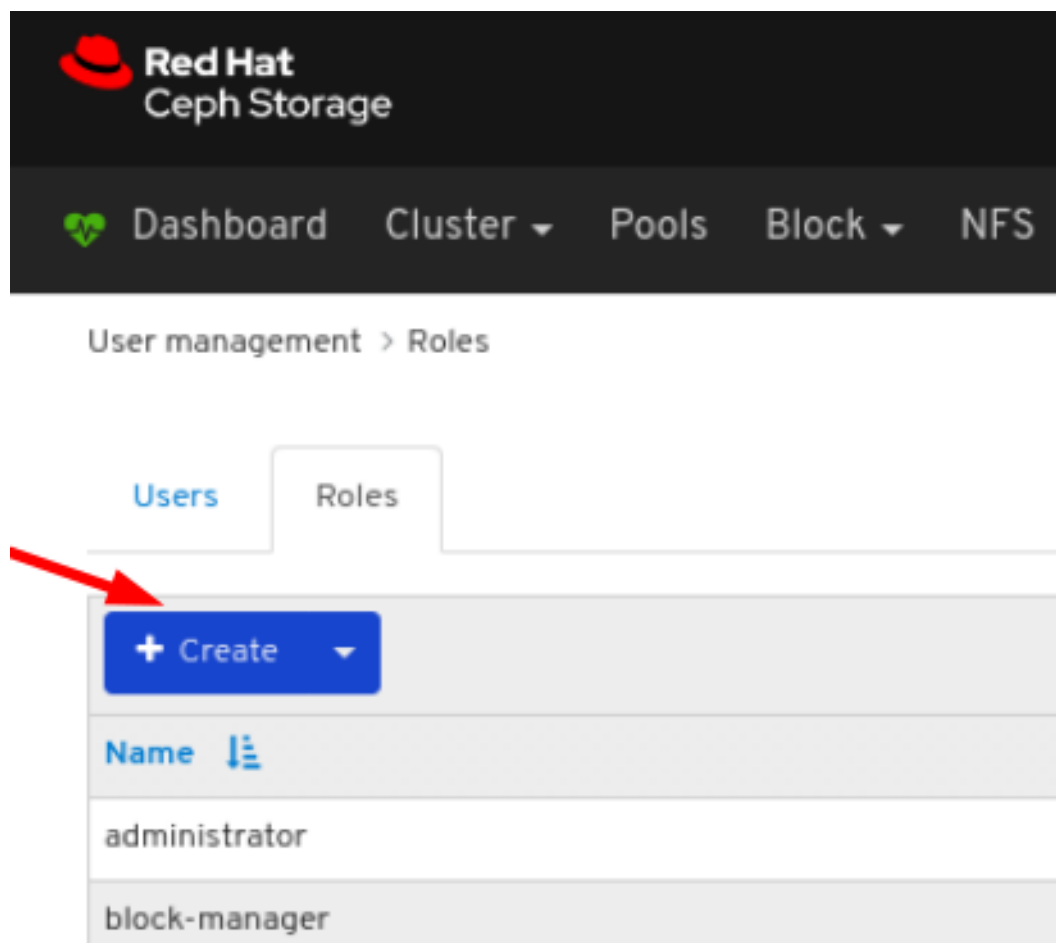 Red Hat
Ceph Storage
Dashboard Cluster Pools Block NFS
User management > Roles
Users Roles
+ Create
Name
administrator
block-manager